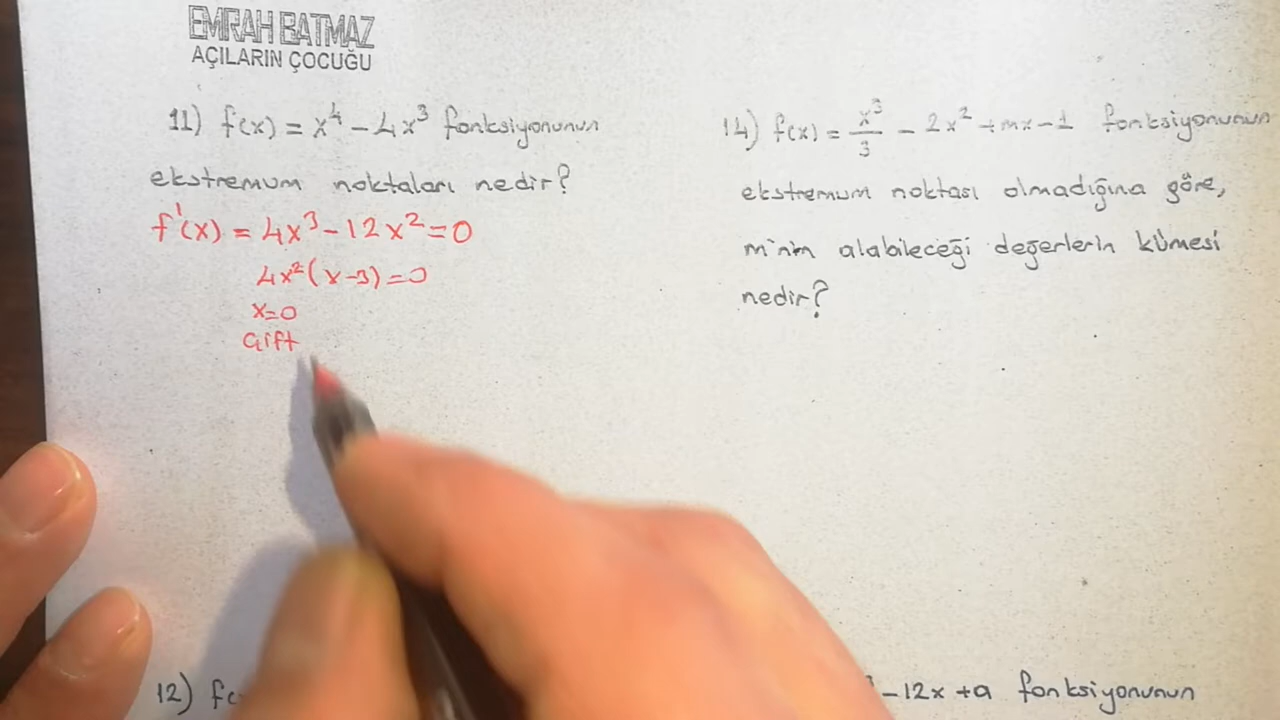 EMRAH BATMAZ
AÇILARIN ÇOCUĞU
11) f(x) = x⁴ - 4x³ fonksiyonunun
ekstremum noktaları nedir?
f'(x) = 4x³ - 12x² = 0
4x²(x-3) = 0
x=0
Çift
14) f(x) = x³/3 - 2x² + mx - 1 fonksiyonunun
ekstremum noktası olmadığına göre,
m'nin alabileceği değerlerin kümesi
nedir?
12) f(
- 12x + a fonksiyonunun